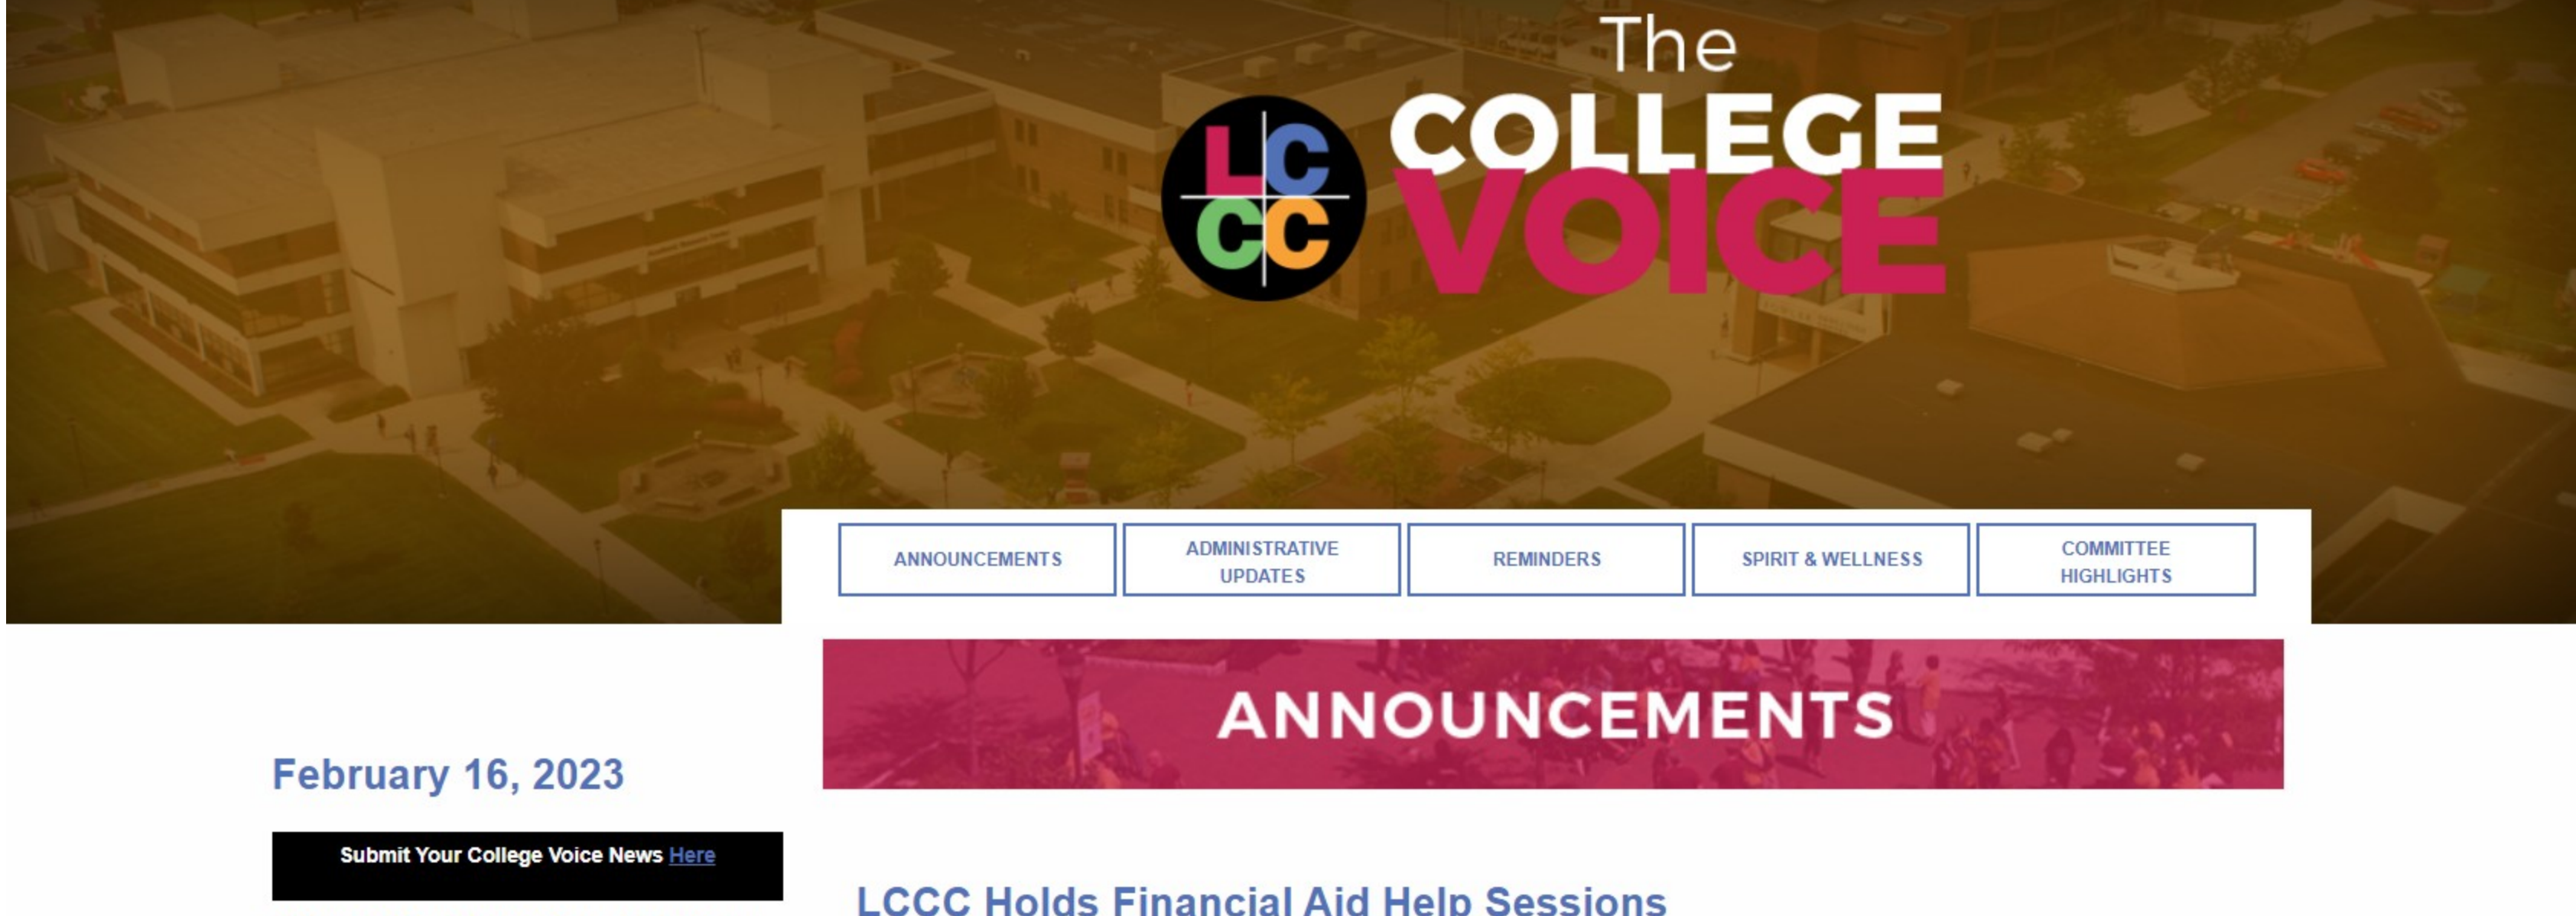 The
COLLEGE
VOICE
LC
CC
ANNOUNCEMENTS
ADMINISTRATIVE
UPDATES
REMINDERS
SPIRIT & WELLNESS
COMMITTEE
HIGHLIGHTS
ANNOUNCEMENTS
February 16, 2023
Submit Your College Voice News Here
LCCC Holds Financial Aid Help Sessions